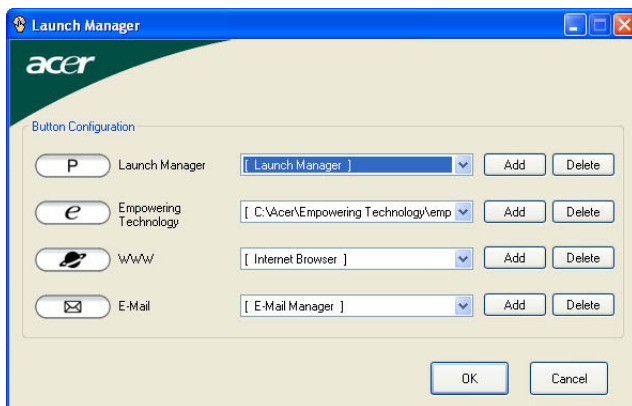 Launch Manager
acer
Button Configuration
P Launch Manager [ Launch Manager ] Add Delete
e Empowering
Technology [ C:\Acer\Empowering Technology\emp Add Delete
WWW [ Internet Browser ] Add Delete
E-Mail [ E-Mail Manager ] Add Delete
OK Cancel